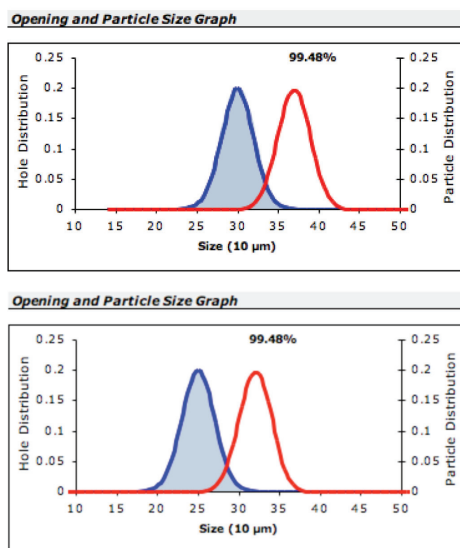 Opening and Particle Size Graph
99.48%
0.25 0.25
0.2 0.2
0.15 0.15
0.1 0.1
0.05 0.05
0 0
Hole Distribution
Particle Distribution
10 15 20 25 30 35 40 45 50
Size (10 µm)
Opening and Particle Size Graph
99.48%
0.25 0.25
0.2 0.2
0.15 0.15
0.1 0.1
0.05 0.05
0 0
Hole Distribution
Particle Distribution
10 15 20 25 30 35 40 45 50
Size (10 µm)